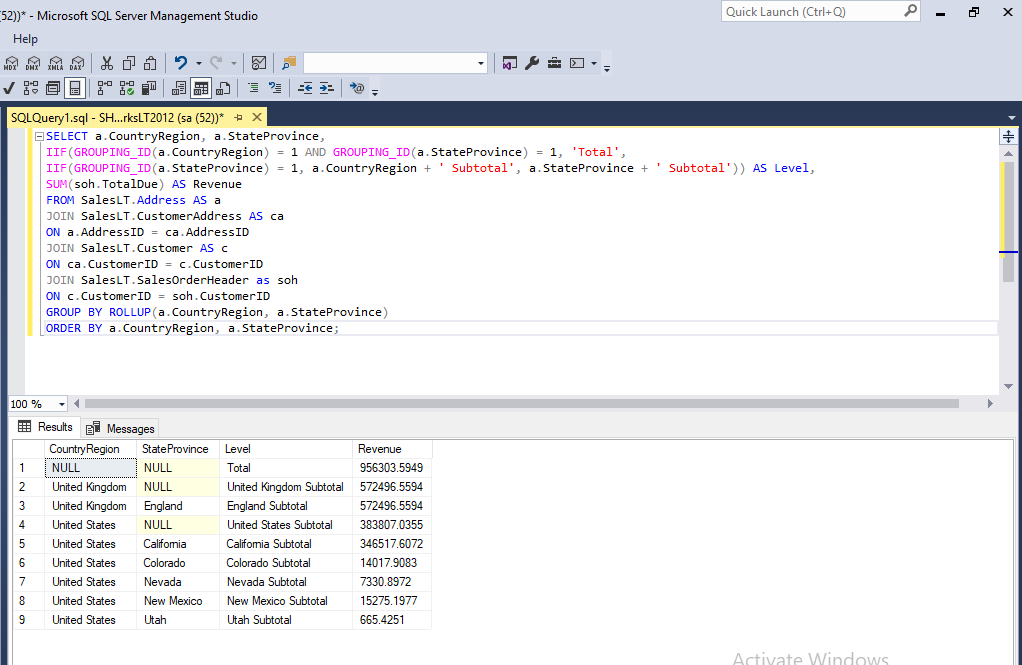 52))* - Microsoft SQL Server Management Studio
Quick Launch (Ctrl+Q)
Help
MDX DMX XMLA DAX
SQLQuery1.sql - SH...rksLT2012 (sa (52))*
SELECT a.CountryRegion, a.StateProvince,
IIF(GROUPING_ID(a.CountryRegion) = 1 AND GROUPING_ID(a.StateProvince) = 1, 'Total',
IIF(GROUPING_ID(a.StateProvince) = 1, a.CountryRegion + ' Subtotal', a.StateProvince + ' Subtotal')) AS Level,
SUM(soh.TotalDue) AS Revenue
FROM SalesLT.Address AS a
JOIN SalesLT.CustomerAddress AS ca
ON a.AddressID = ca.AddressID
JOIN SalesLT.Customer AS c
ON ca.CustomerID = c.CustomerID
JOIN SalesLT.SalesOrderHeader as soh
ON c.CustomerID = soh.CustomerID
GROUP BY ROLLUP(a.CountryRegion, a.StateProvince)
ORDER BY a.CountryRegion, a.StateProvince;
100 %
Results Messages
CountryRegion StateProvince Level Revenue
1 NULL NULL Total 956303.5949
2 United Kingdom NULL United Kingdom Subtotal 572496.5594
3 United Kingdom England England Subtotal 572496.5594
4 United States NULL United States Subtotal 383807.0355
5 United States California California Subtotal 346517.6072
6 United States Colorado Colorado Subtotal 14017.9083
7 United States Nevada Nevada Subtotal 7330.8972
8 United States New Mexico New Mexico Subtotal 15275.1977
9 United States Utah Utah Subtotal 665.4251
Activate Windows